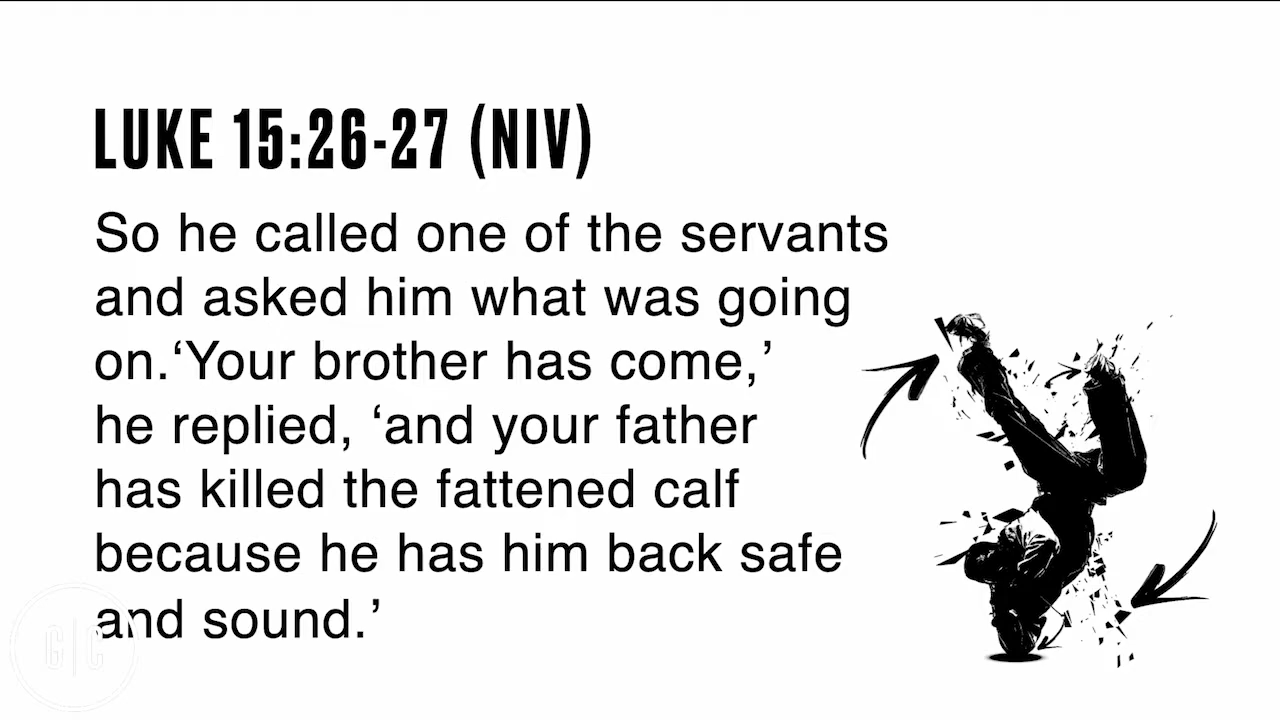 LUKE 15:26-27 (NIV)
So he called one of the servants
and asked him what was going
on.‘Your brother has come,’
he replied, ‘and your father
has killed the fattened calf
because he has him back safe
and sound.’
G|C